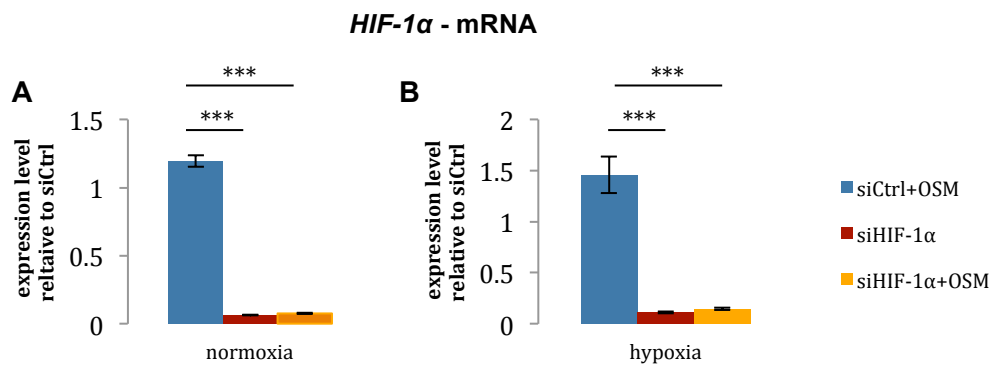 HIF-1α - mRNA
A
***
***
expression level
reltaive to siCtrl
1.5
1
0.5
0
normoxia
B
***
***
expression level
relative to siCtrl
2
1.5
1
0.5
0
hypoxia
siCtrl+OSM
siHIF-1α
siHIF-1α+OSM